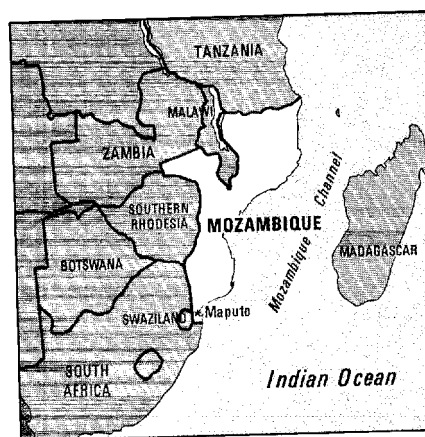 TANZANIA
MALAWI
ZAMBIA
SOUTHERN
RHODESIA
MOZAMBIQUE
Mozambique Channel
MADAGASCAR
BOTSWANA
SWAZILAND
Maputo
SOUTH
AFRICA
Indian Ocean